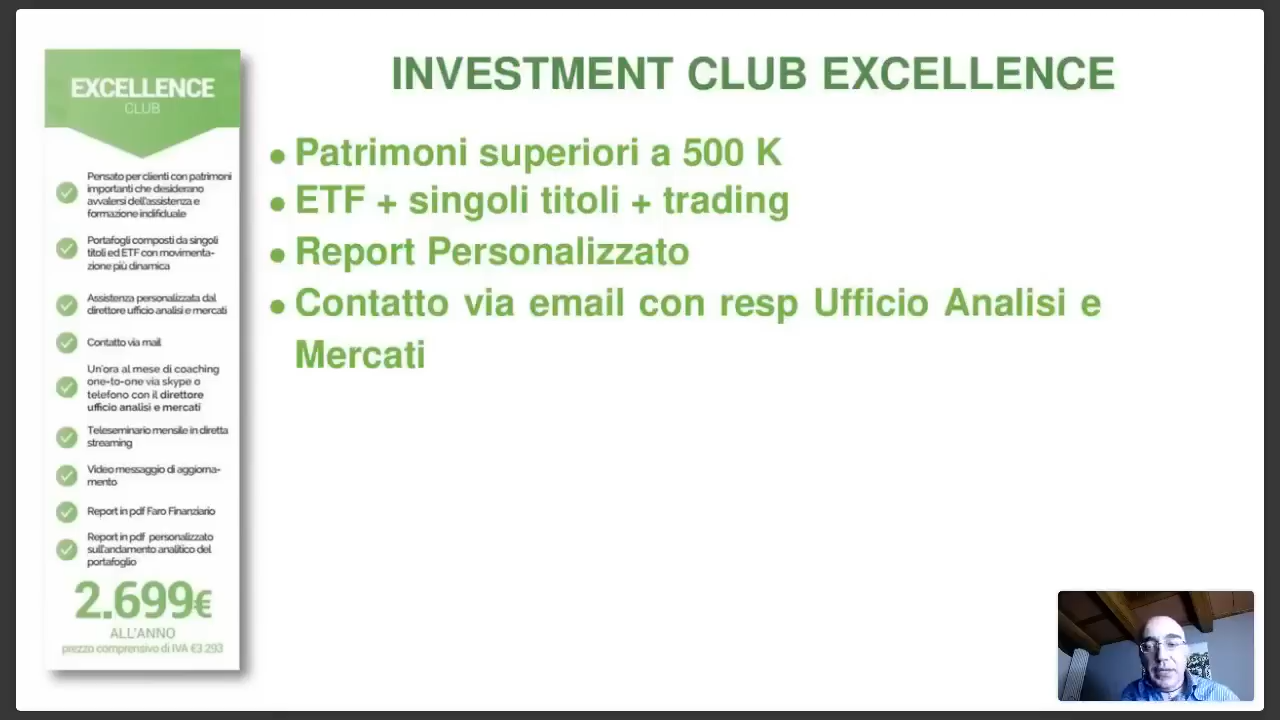 EXCELLENCE
CLUB
Pensato per clienti con patrimoni
importanti che desiderano
avvalersi dell'assistenza e
formazione indifiduale
Portafogli composti da singoli
titoli ed ETF con movimenta-
zione più dinamica
Assistenza personalizzata dal
direttore ufficio analisi e mercati
Contatto via mail
Un'ora al mese di coaching
one-to-one via skype o
telefono con il direttore
ufficio analisi e mercati
Teleseminario mensile in diretta
streaming
Video messaggio di aggiorna-
mento
Report in pdf Faro Finanziario
Report in pdf personalizzato
sull'andamento analitico del
portafoglio
2.699€
ALL'ANNO
prezzo comprensivo di IVA €3 293
INVESTMENT CLUB EXCELLENCE
• Patrimoni superiori a 500 K
• ETF + singoli titoli + trading
• Report Personalizzato
• Contatto via email con resp Ufficio Analisi e
Mercati